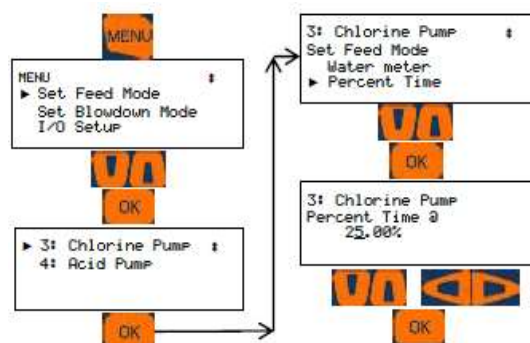 MENU
MENU
▶ Set Feed Mode
Set Blowdown Mode
I/O Setup
OK
▶ 3: Chlorine Pump
4: Acid Pump
OK
3: Chlorine Pump
Set Feed Mode
Water meter
▶ Percent Time
OK
3: Chlorine Pump
Percent Time @
25.00%
OK